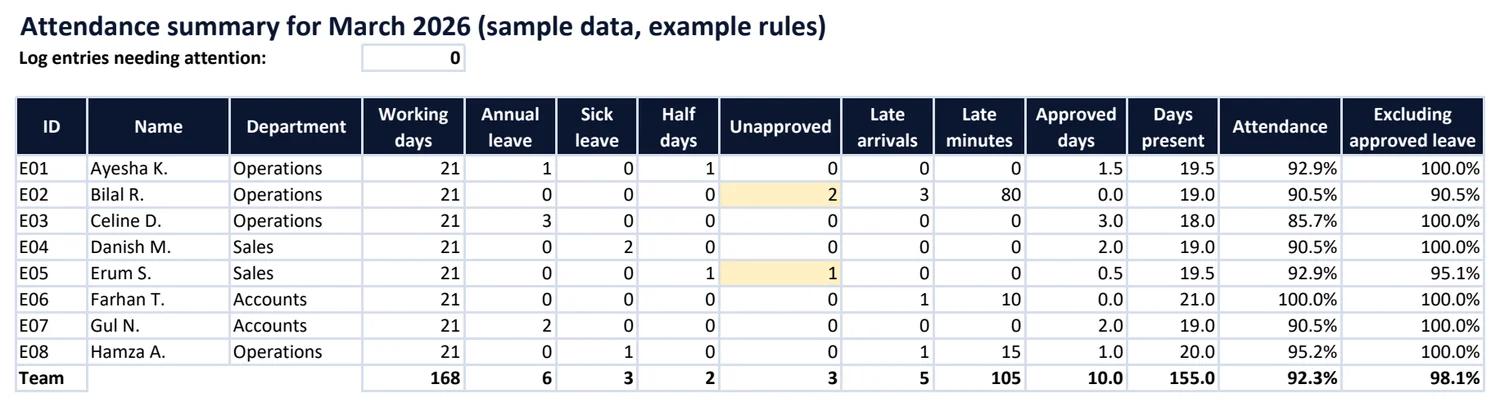 Attendance summary for March 2026 (sample data, example rules)
Log entries needing attention: 0
ID Name Department Working days Annual leave Sick leave Half days Unapproved Late arrivals Late minutes Approved days Days present Attendance Excluding approved leave
E01 Ayesha K. Operations 21 1 0 1 0 0 0 1.5 19.5 92.9% 100.0%
E02 Bilal R. Operations 21 0 0 0 2 3 80 0.0 19.0 90.5% 90.5%
E03 Celine D. Operations 21 3 0 0 0 0 0 3.0 18.0 85.7% 100.0%
E04 Danish M. Sales 21 0 2 0 0 0 0 2.0 19.0 90.5% 100.0%
E05 Erum S. Sales 21 0 0 1 1 0 0 0.5 19.5 92.9% 95.1%
E06 Farhan T. Accounts 21 0 0 0 0 1 10 0.0 21.0 100.0% 100.0%
E07 Gul N. Accounts 21 2 0 0 0 0 0 2.0 19.0 90.5% 100.0%
E08 Hamza A. Operations 21 0 1 0 0 1 15 1.0 20.0 95.2% 100.0%
Team 168 6 3 2 3 5 105 10.0 155.0 92.3% 98.1%